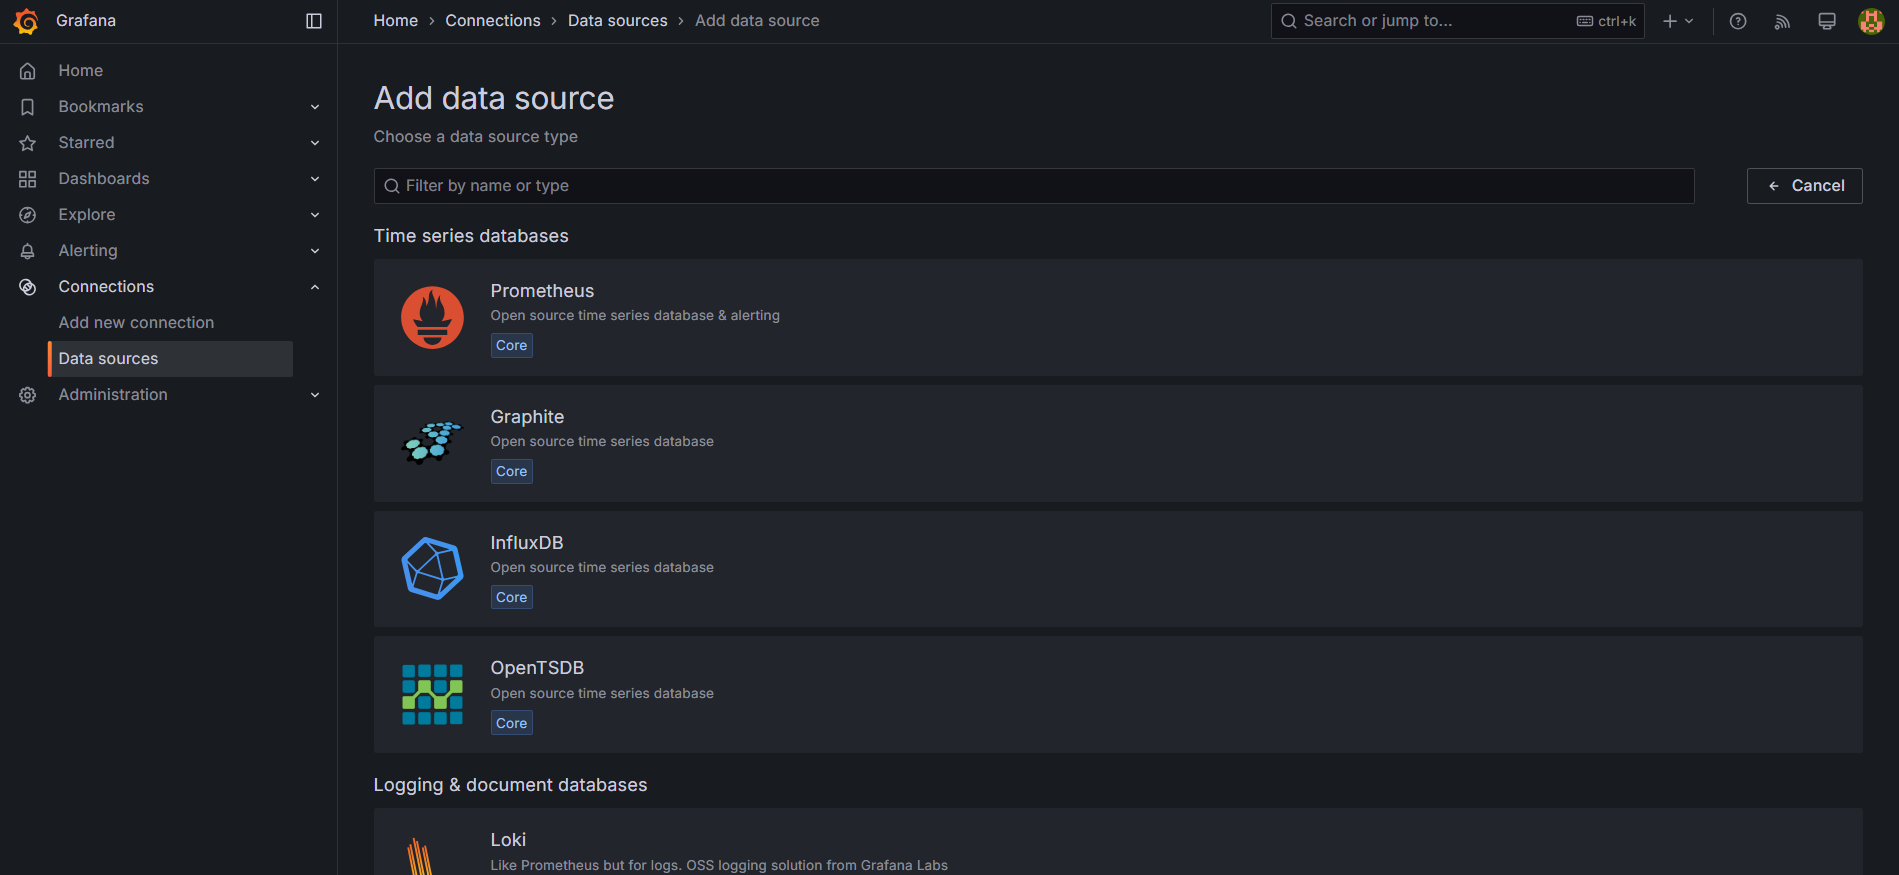 Grafana
Home
Connections
Data sources
Add data source
Search or jump to...
ctrl+k
Home
Bookmarks
Starred
Dashboards
Explore
Alerting
Connections
Add new connection
Data sources
Administration
Add data source
Choose a data source type
Filter by name or type
Cancel
Time series databases
Prometheus
Open source time series database & alerting
Core
Graphite
Open source time series database
Core
InfluxDB
Open source time series database
Core
OpenTSDB
Open source time series database
Core
Logging & document databases
Loki
Like Prometheus but for logs. OSS logging solution from Grafana Labs